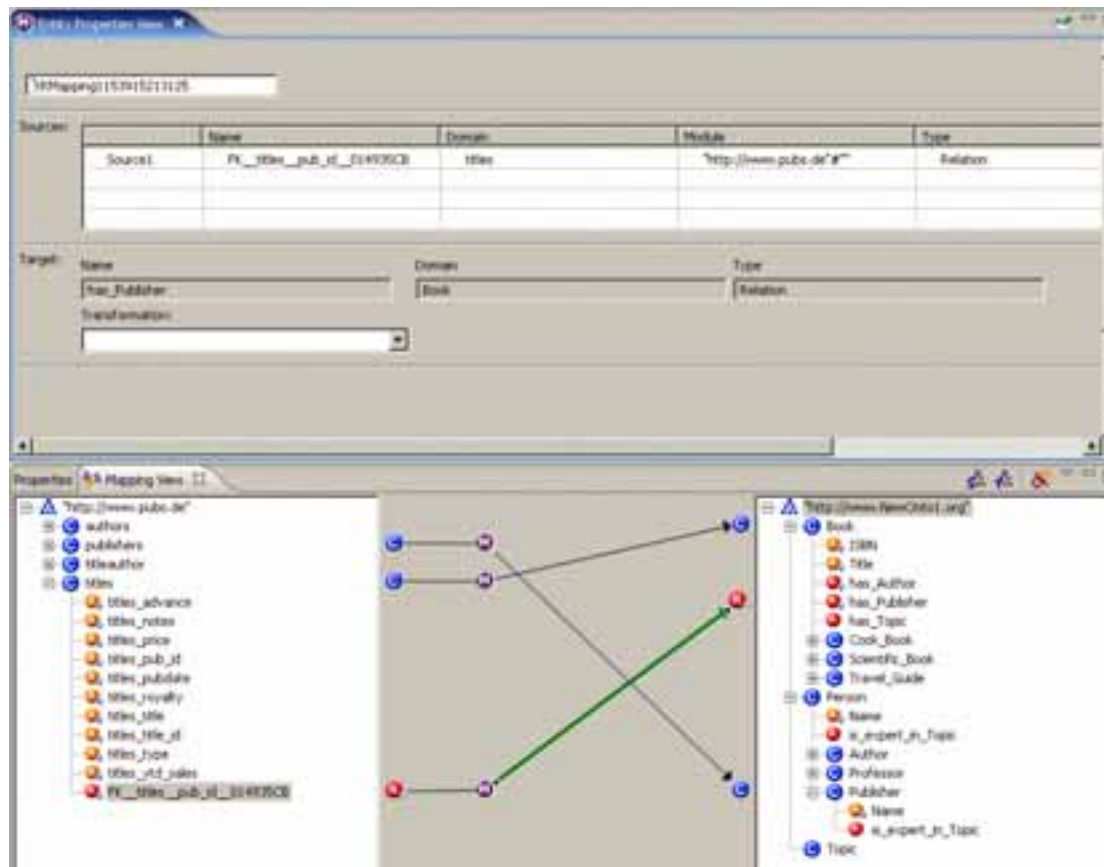 Entity Properties View
Sources:
Name Domain Module Type
Source1 FK__titles__pub_id__014935CB titles "http://www.pubs.de"#"" Relation
Target:
Name Domain Type
has_Publisher Book Relation
Transformation:
Properties Mapping View
"http://www.pubs.de"
authors
publishers
titleauthor
titles
titles_advance
titles_notes
titles_price
titles_pub_id
titles_pubdate
titles_royalty
titles_title
titles_title_id
titles_type
titles_ytd_sales
FK__titles__pub_id__014935CB
"http://www.NewOnto1.org"
Book
ISBN
Title
has_Author
has_Publisher
has_Topic
Cook_Book
Scientific_Book
Travel_Guide
Person
Name
is_expert_in_Topic
Author
Professor
Publisher
Name
is_expert_in_Topic
Topic